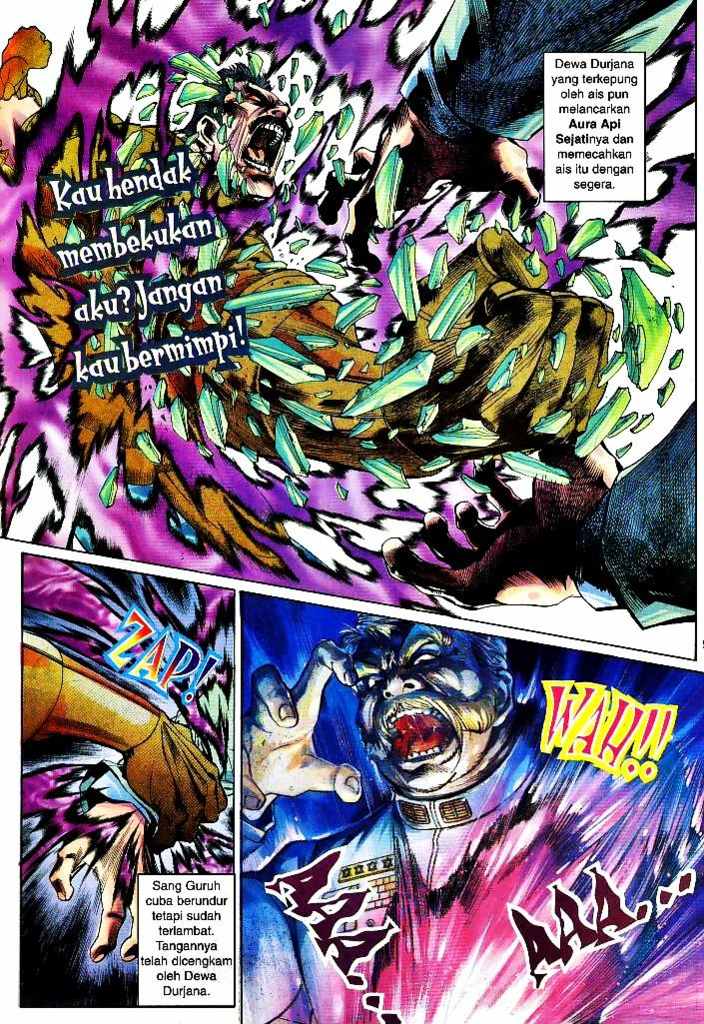 Dewa Durjana
yang terkepung
oleh ais pun
melancarkan
Aura Api
Sejatinya dan
memecahkan
ais itu dengan
segera.
Kau hendak
membekukan
aku? Jangan
kau bermimpi!
ZAP!
Sang Guruh
cuba berundur
tetapi sudah
terlambat.
Tangannya
telah dicengkam
oleh Dewa
Durjana.
WA!!...
AAA...